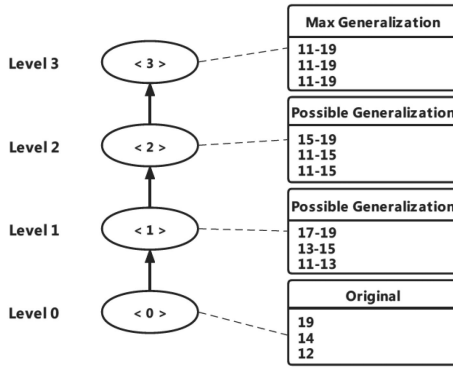 Max Generalization
Level 3
< 3 >
11-19
11-19
11-19
Possible Generalization
Level 2
< 2 >
15-19
11-15
11-15
Possible Generalization
Level 1
< 1 >
17-19
13-15
11-13
Original
Level 0
< 0 >
19
14
12